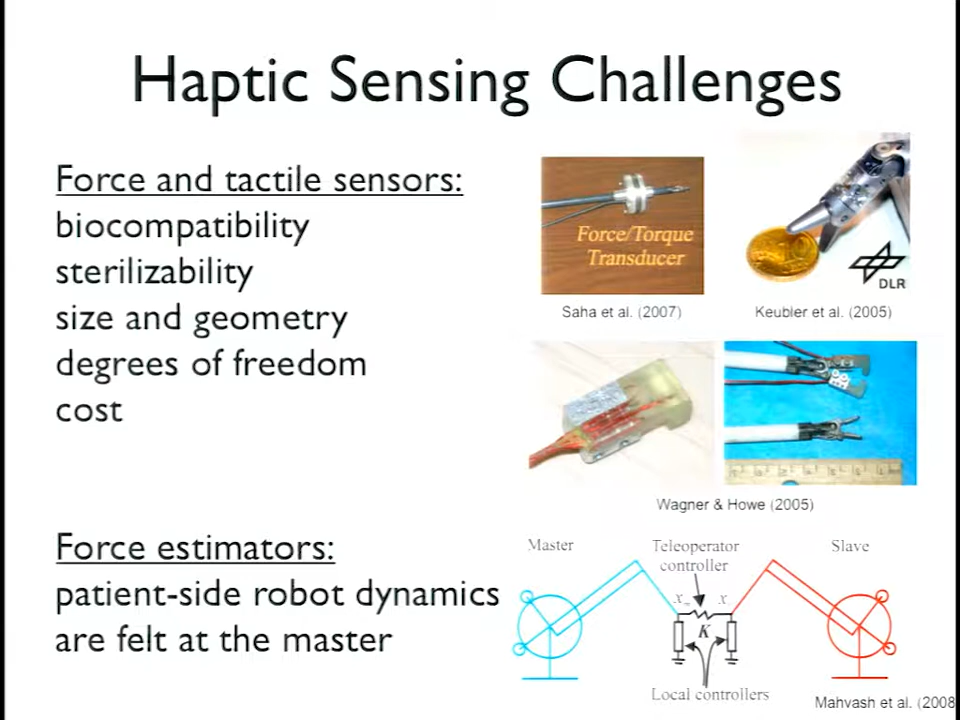 Haptic Sensing Challenges
Force and tactile sensors:
biocompatibility
sterilizability
size and geometry
degrees of freedom
cost
Force/Torque
Transducer
Saha et al. (2007)
DLR
Keubler et al. (2005)
Wagner & Howe (2005)
Force estimators:
patient-side robot dynamics
are felt at the master
Master
Teleoperator
controller
Slave
x
K
Local controllers
Mahvash et al. (2008